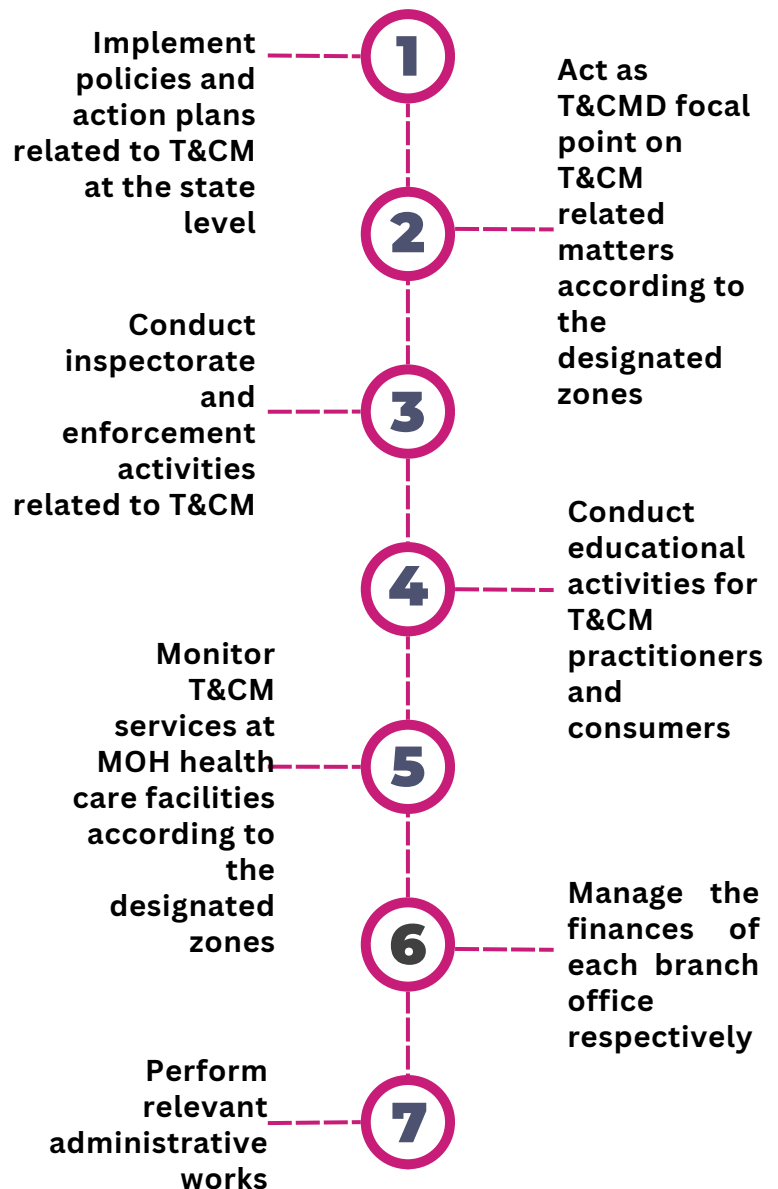 1
Implement
policies and
action plans
related to T&CM
at the state
level
2
Act as
T&CMD focal
point on
T&CM
related
matters
according to
the
designated
zones
3
Conduct
inspectorate
and
enforcement
activities
related to T&CM
4
Conduct
educational
activities for
T&CM
practitioners
and
consumers
5
Monitor
T&CM
services at
MOH health
care facilities
according to
the
designated
zones
6
Manage the
finances of
each branch
office
respectively
7
Perform
relevant
administrative
works